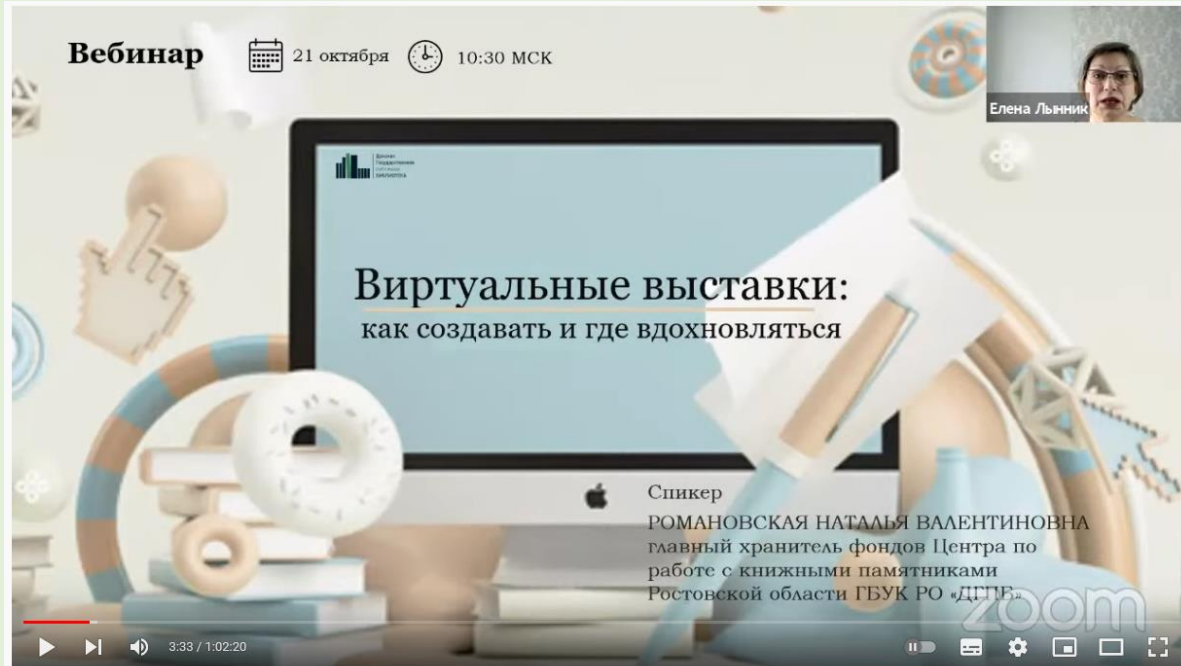 Вебинар
21 октября
10:30 МСК
Елена Лынник
Виртуальные выставки:
как создавать и где вдохновляться
Спикер
РОМАНОВСКАЯ НАТАЛЬЯ ВАЛЕНТИНОВНА
главный хранитель фондов Центра по
работе с книжными памятниками
Ростовской области ГБУК РО «ДГПБ»
zoom
3:33 / 1:02:20